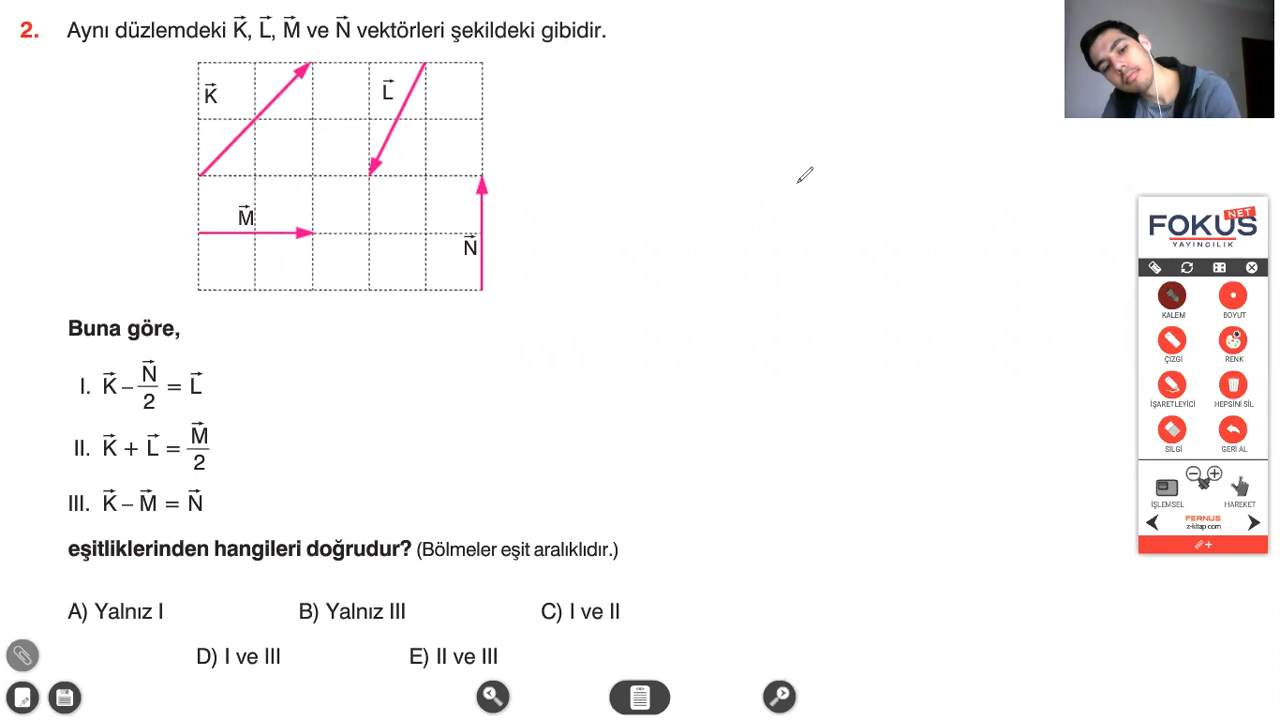 2. Aynı düzlemdeki K⃗, L⃗, M⃗ ve N⃗ vektörleri şekildeki gibidir.
K⃗
L⃗
M⃗
N⃗
Buna göre,
I. K⃗ – N⃗/2 = L⃗
II. K⃗ + L⃗ = M⃗/2
III. K⃗ – M⃗ = N⃗
eşitliklerinden hangileri doğrudur? (Bölmeler eşit aralıklıdır.)
A) Yalnız I B) Yalnız III C) I ve II
D) I ve III E) II ve III
FOKUS NET
YAYINCILIK
KALEM BOYUT
ÇİZGİ RENK
İŞARETLEYİCİ HEPSİNİ SİL
SİLGİ GERİ AL
İŞLEMSEL HAREKET
FERNUS
z-kitap.com